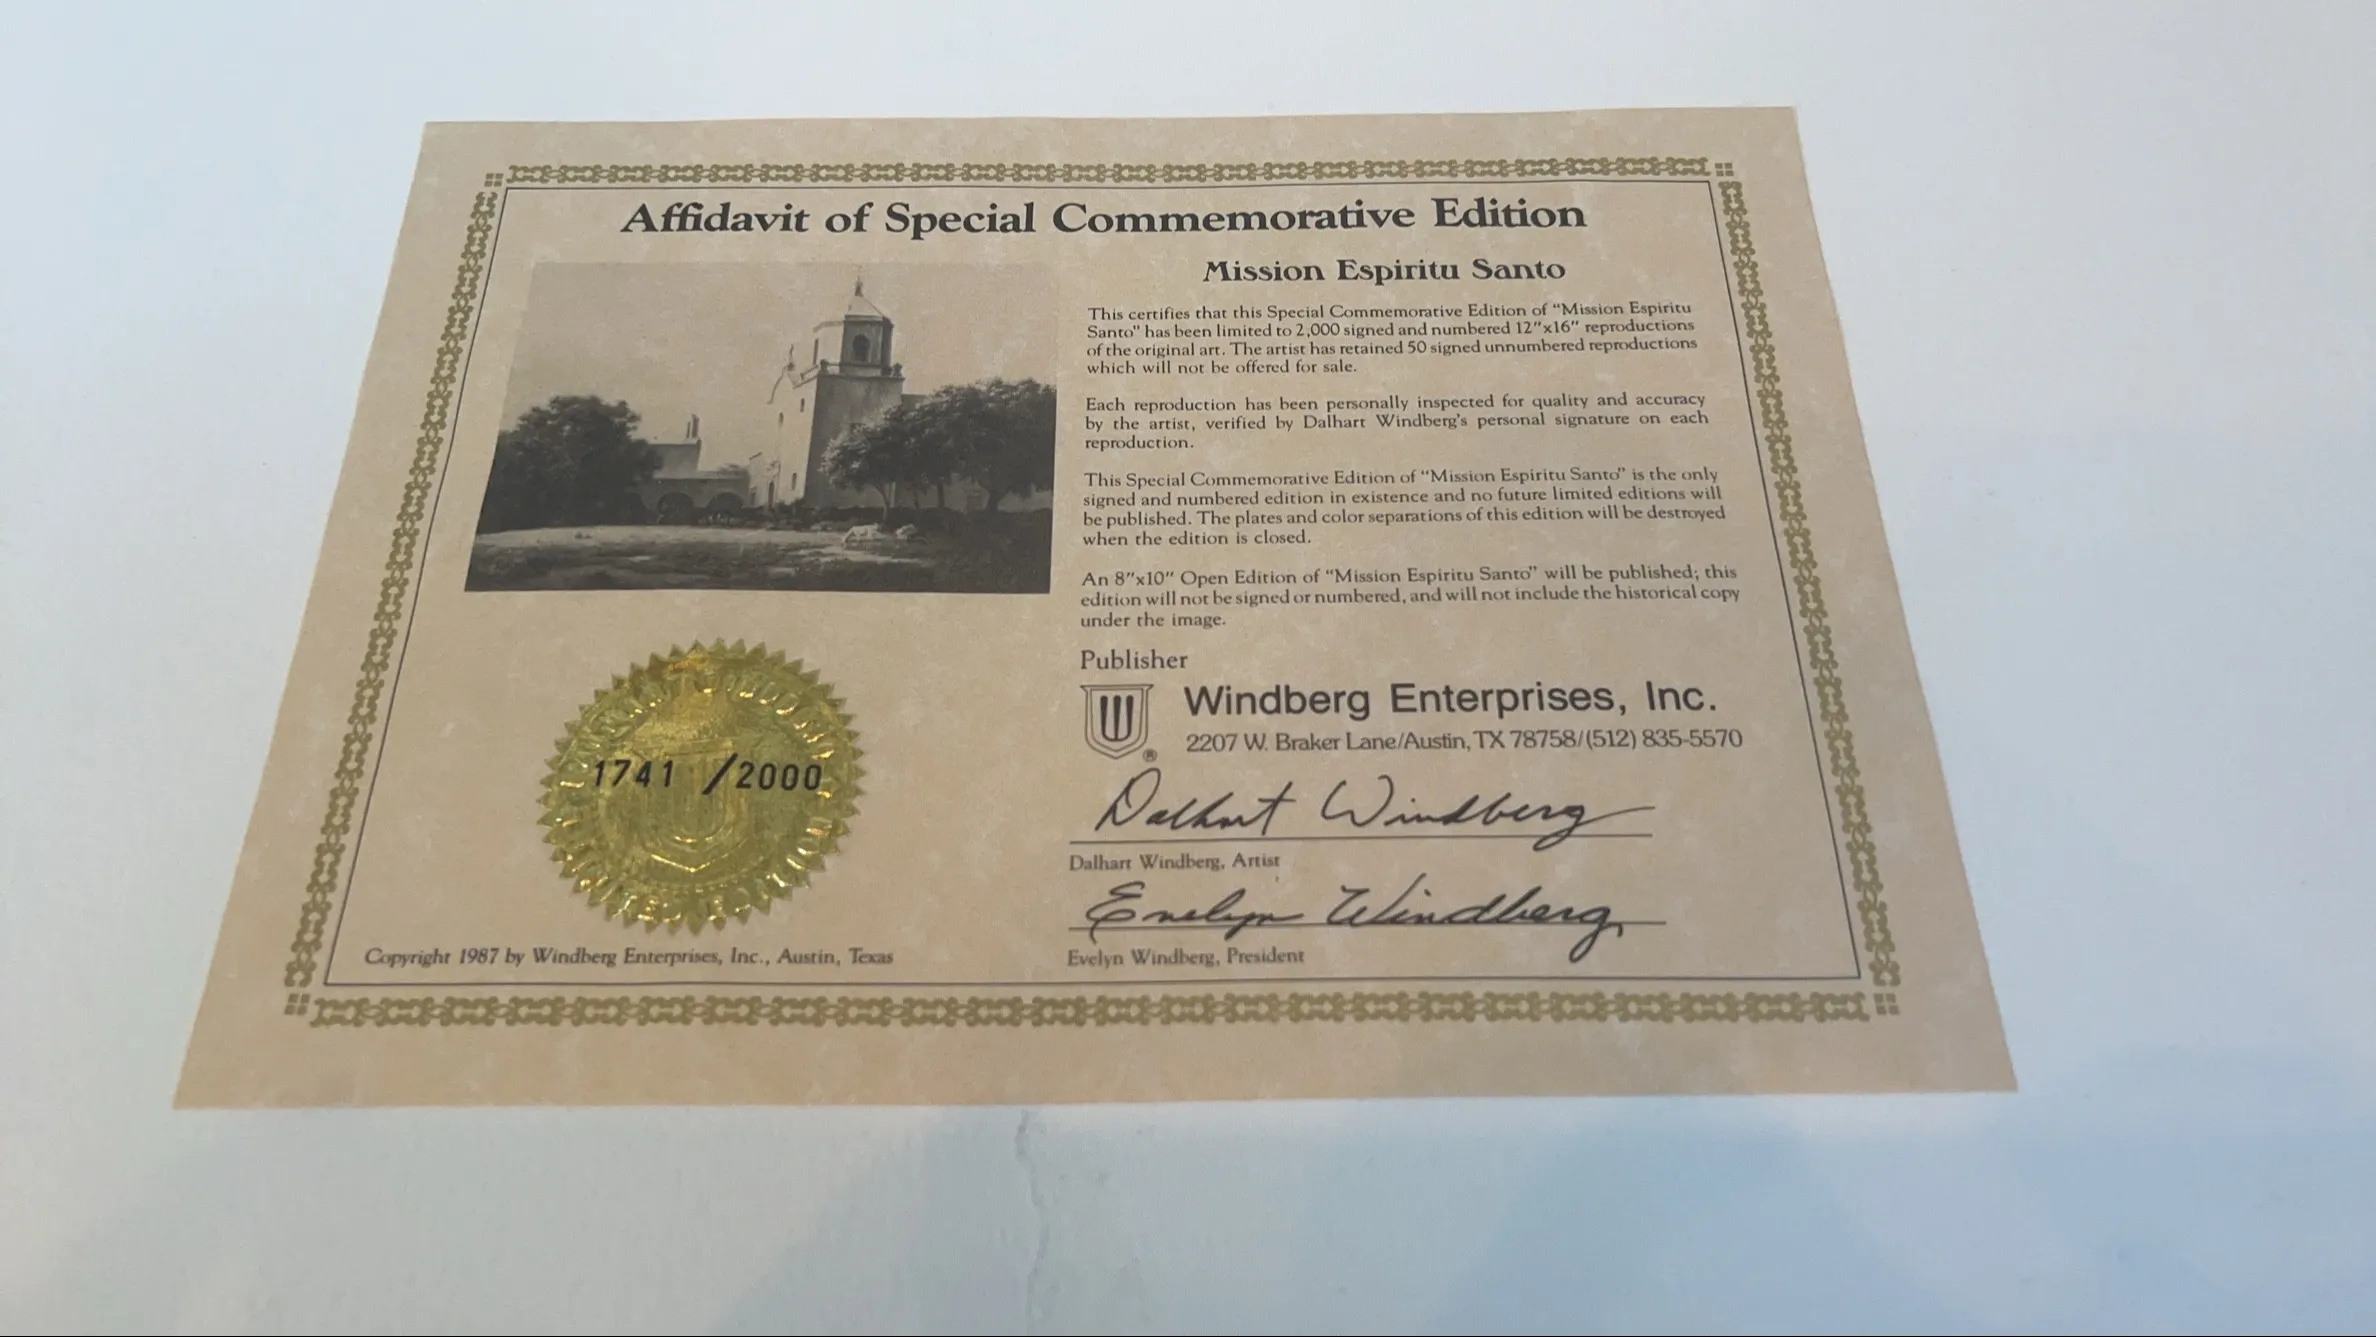 Affidavit of Special Commemorative Edition
Mission Espiritu Santo
This certifies that this Special Commemorative Edition of "Mission Espiritu
Santo" has been limited to 2,000 signed and numbered 12"x16" reproductions
of the original art. The artist has retained 50 signed unnumbered reproductions
which will not be offered for sale.
Each reproduction has been personally inspected for quality and accuracy
by the artist, verified by Dalhart Windberg's personal signature on each
reproduction.
This Special Commemorative Edition of "Mission Espiritu Santo" is the only
signed and numbered edition in existence and no future limited editions will
be published. The plates and color separations of this edition will be destroyed
when the edition is closed.
An 8"x10" Open Edition of "Mission Espiritu Santo" will be published; this
edition will not be signed or numbered, and will not include the historical copy
under the image.
Publisher
Windberg Enterprises, Inc.
2207 W. Braker Lane/Austin, TX 78758/(512) 835-5570
®
1741 /2000
Dalhart Windberg
Dalhart Windberg, Artist
Evelyn Windberg
Evelyn Windberg, President
Copyright 1987 by Windberg Enterprises, Inc., Austin, Texas